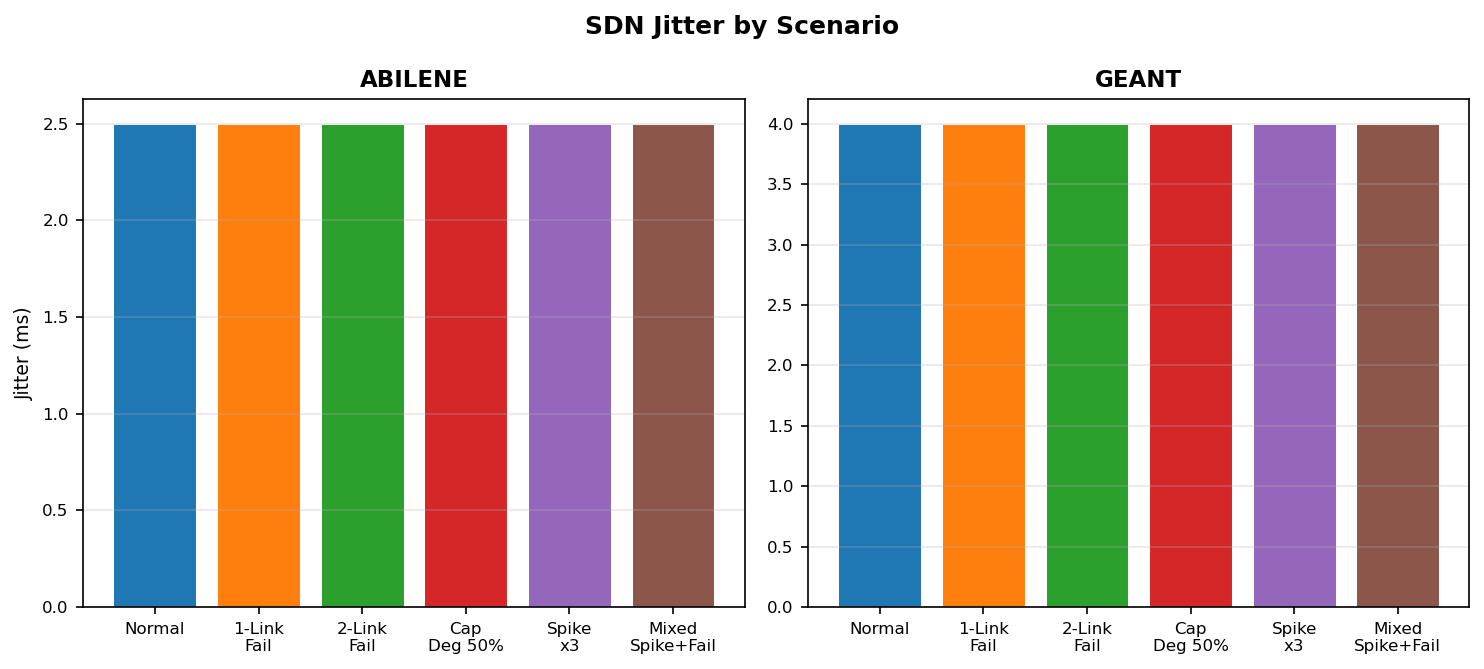 SDN Jitter by Scenario
ABILENE
Jitter (ms)
2.5
2.0
1.5
1.0
0.5
0.0
Normal
1-Link
Fail
2-Link
Fail
Cap
Deg 50%
Spike
x3
Mixed
Spike+Fail
GEANT
4.0
3.5
3.0
2.5
2.0
1.5
1.0
0.5
0.0
Normal
1-Link
Fail
2-Link
Fail
Cap
Deg 50%
Spike
x3
Mixed
Spike+Fail